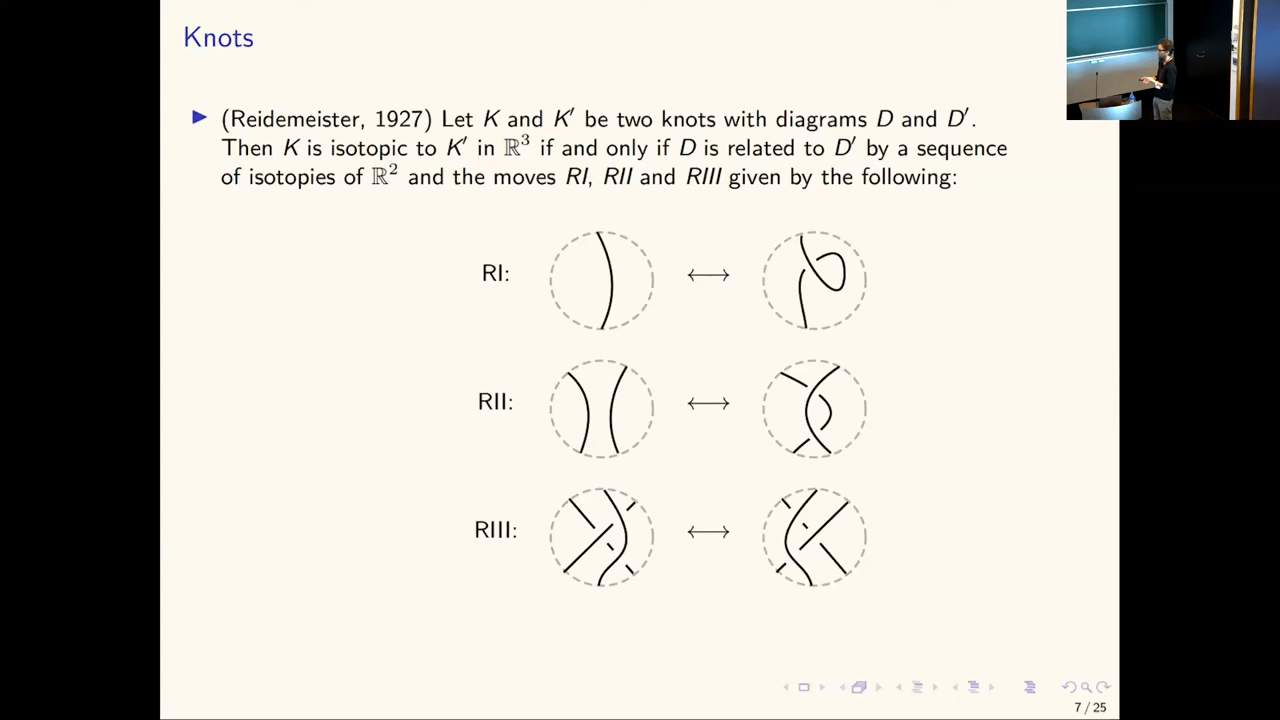 Knots
▶ (Reidemeister, 1927) Let K and K′ be two knots with diagrams D and D′.
Then K is isotopic to K′ in ℝ³ if and only if D is related to D′ by a sequence
of isotopies of ℝ² and the moves RI, RII and RIII given by the following:
RI:
RII:
RIII:
7 / 25